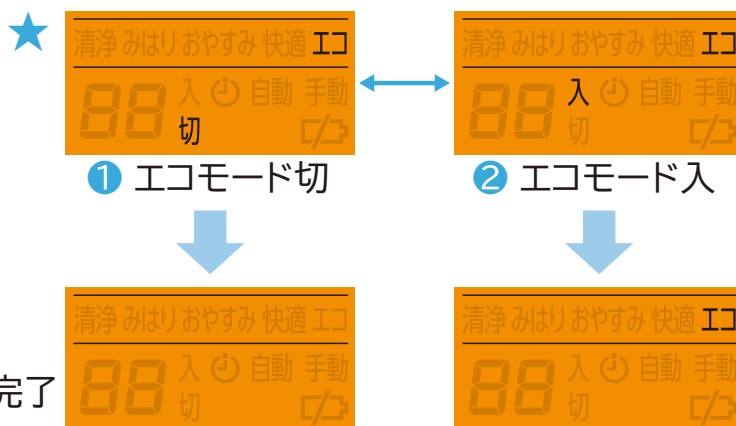 清浄 みはり おやすみ 快適 エコ
88 入 自動 手動
切
清浄 みはり おやすみ 快適 エコ
88 入 自動 手動
切
❶ エコモード切
❷ エコモード入
完了
清浄 みはり おやすみ 快適 エコ
88 入 自動 手動
切
清浄 みはり おやすみ 快適 エコ
88 入 自動 手動
切